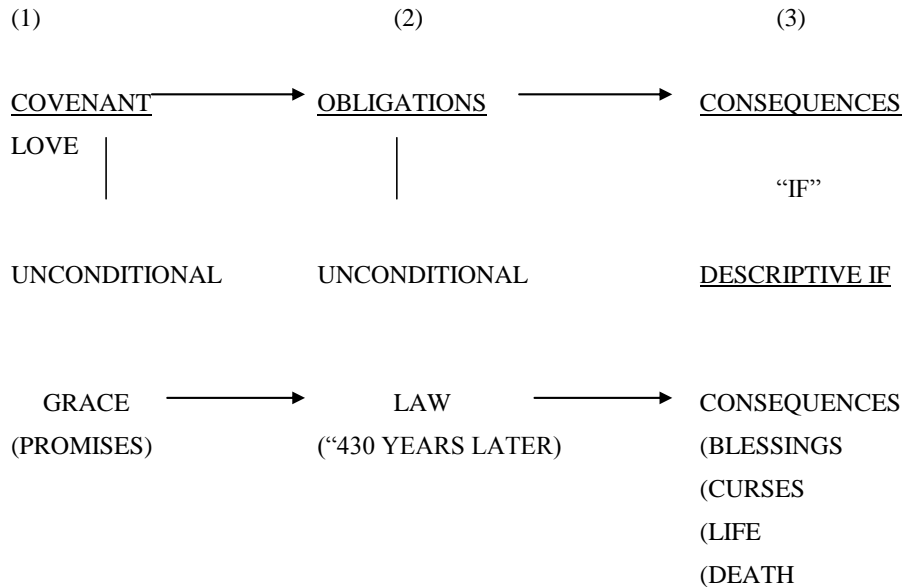 (1) (2) (3)
COVENANT OBLIGATIONS CONSEQUENCES
LOVE
“IF”
UNCONDITIONAL UNCONDITIONAL DESCRIPTIVE IF
GRACE LAW CONSEQUENCES
(PROMISES) (“430 YEARS LATER) (BLESSINGS
(CURSES
(LIFE
(DEATH